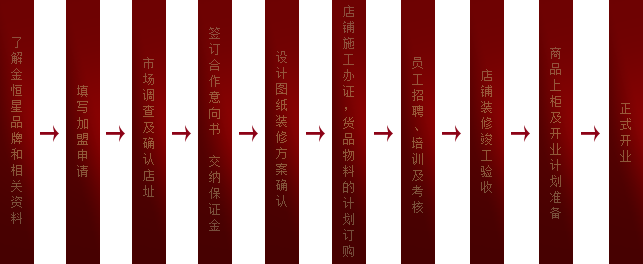 了解金恒星品牌和相关资料
填写加盟申请
市场调查及确认店址
签订合作意向书 交纳保证金
设计图纸装修方案确认
店铺施工办证，货品物料的计划订购
员工招聘、培训及考核
店铺装修竣工验收
商品上柜及开业计划准备
正式开业